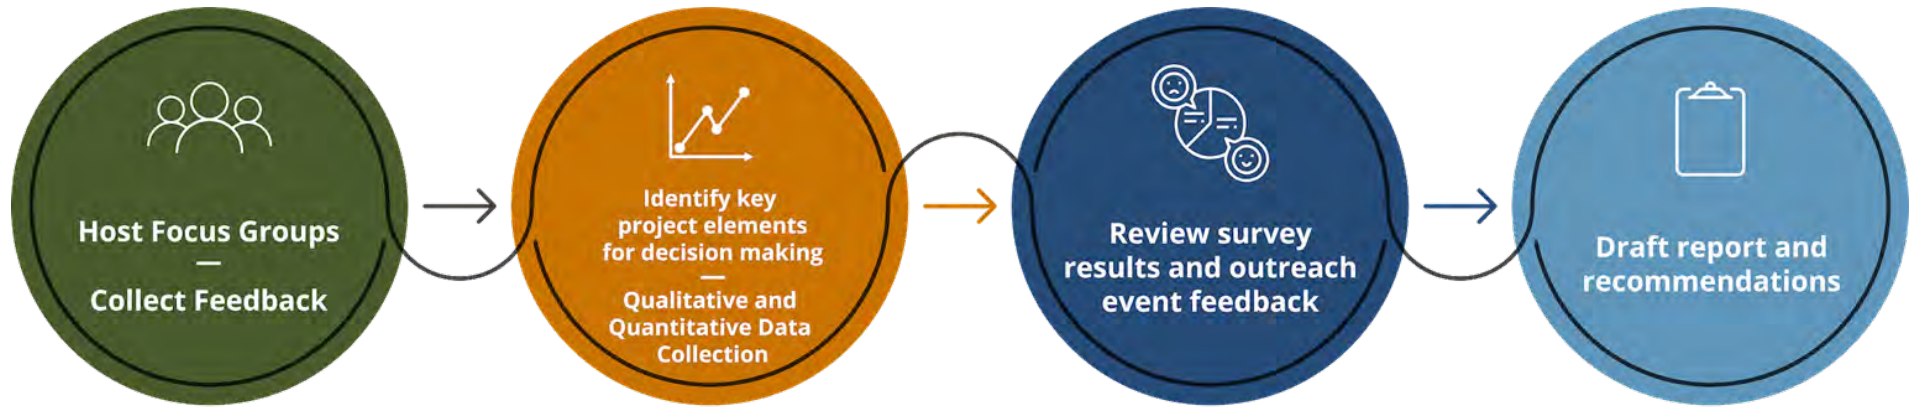 Host Focus Groups
—
Collect Feedback
Identify key
project elements
for decision making
—
Qualitative and
Quantitative Data
Collection
Review survey
results and outreach
event feedback
Draft report and
recommendations